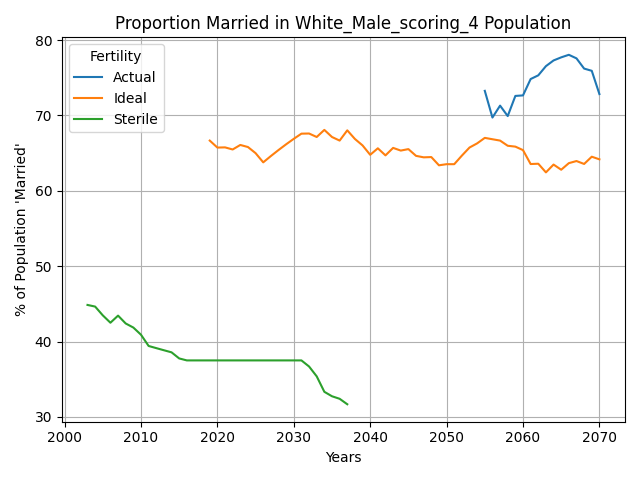 Proportion Married in White_Male_scoring_4 Population
% of Population 'Married'
80
70
60
50
40
30
Fertility
Actual
Ideal
Sterile
2000 2010 2020 2030 2040 2050 2060 2070
Years